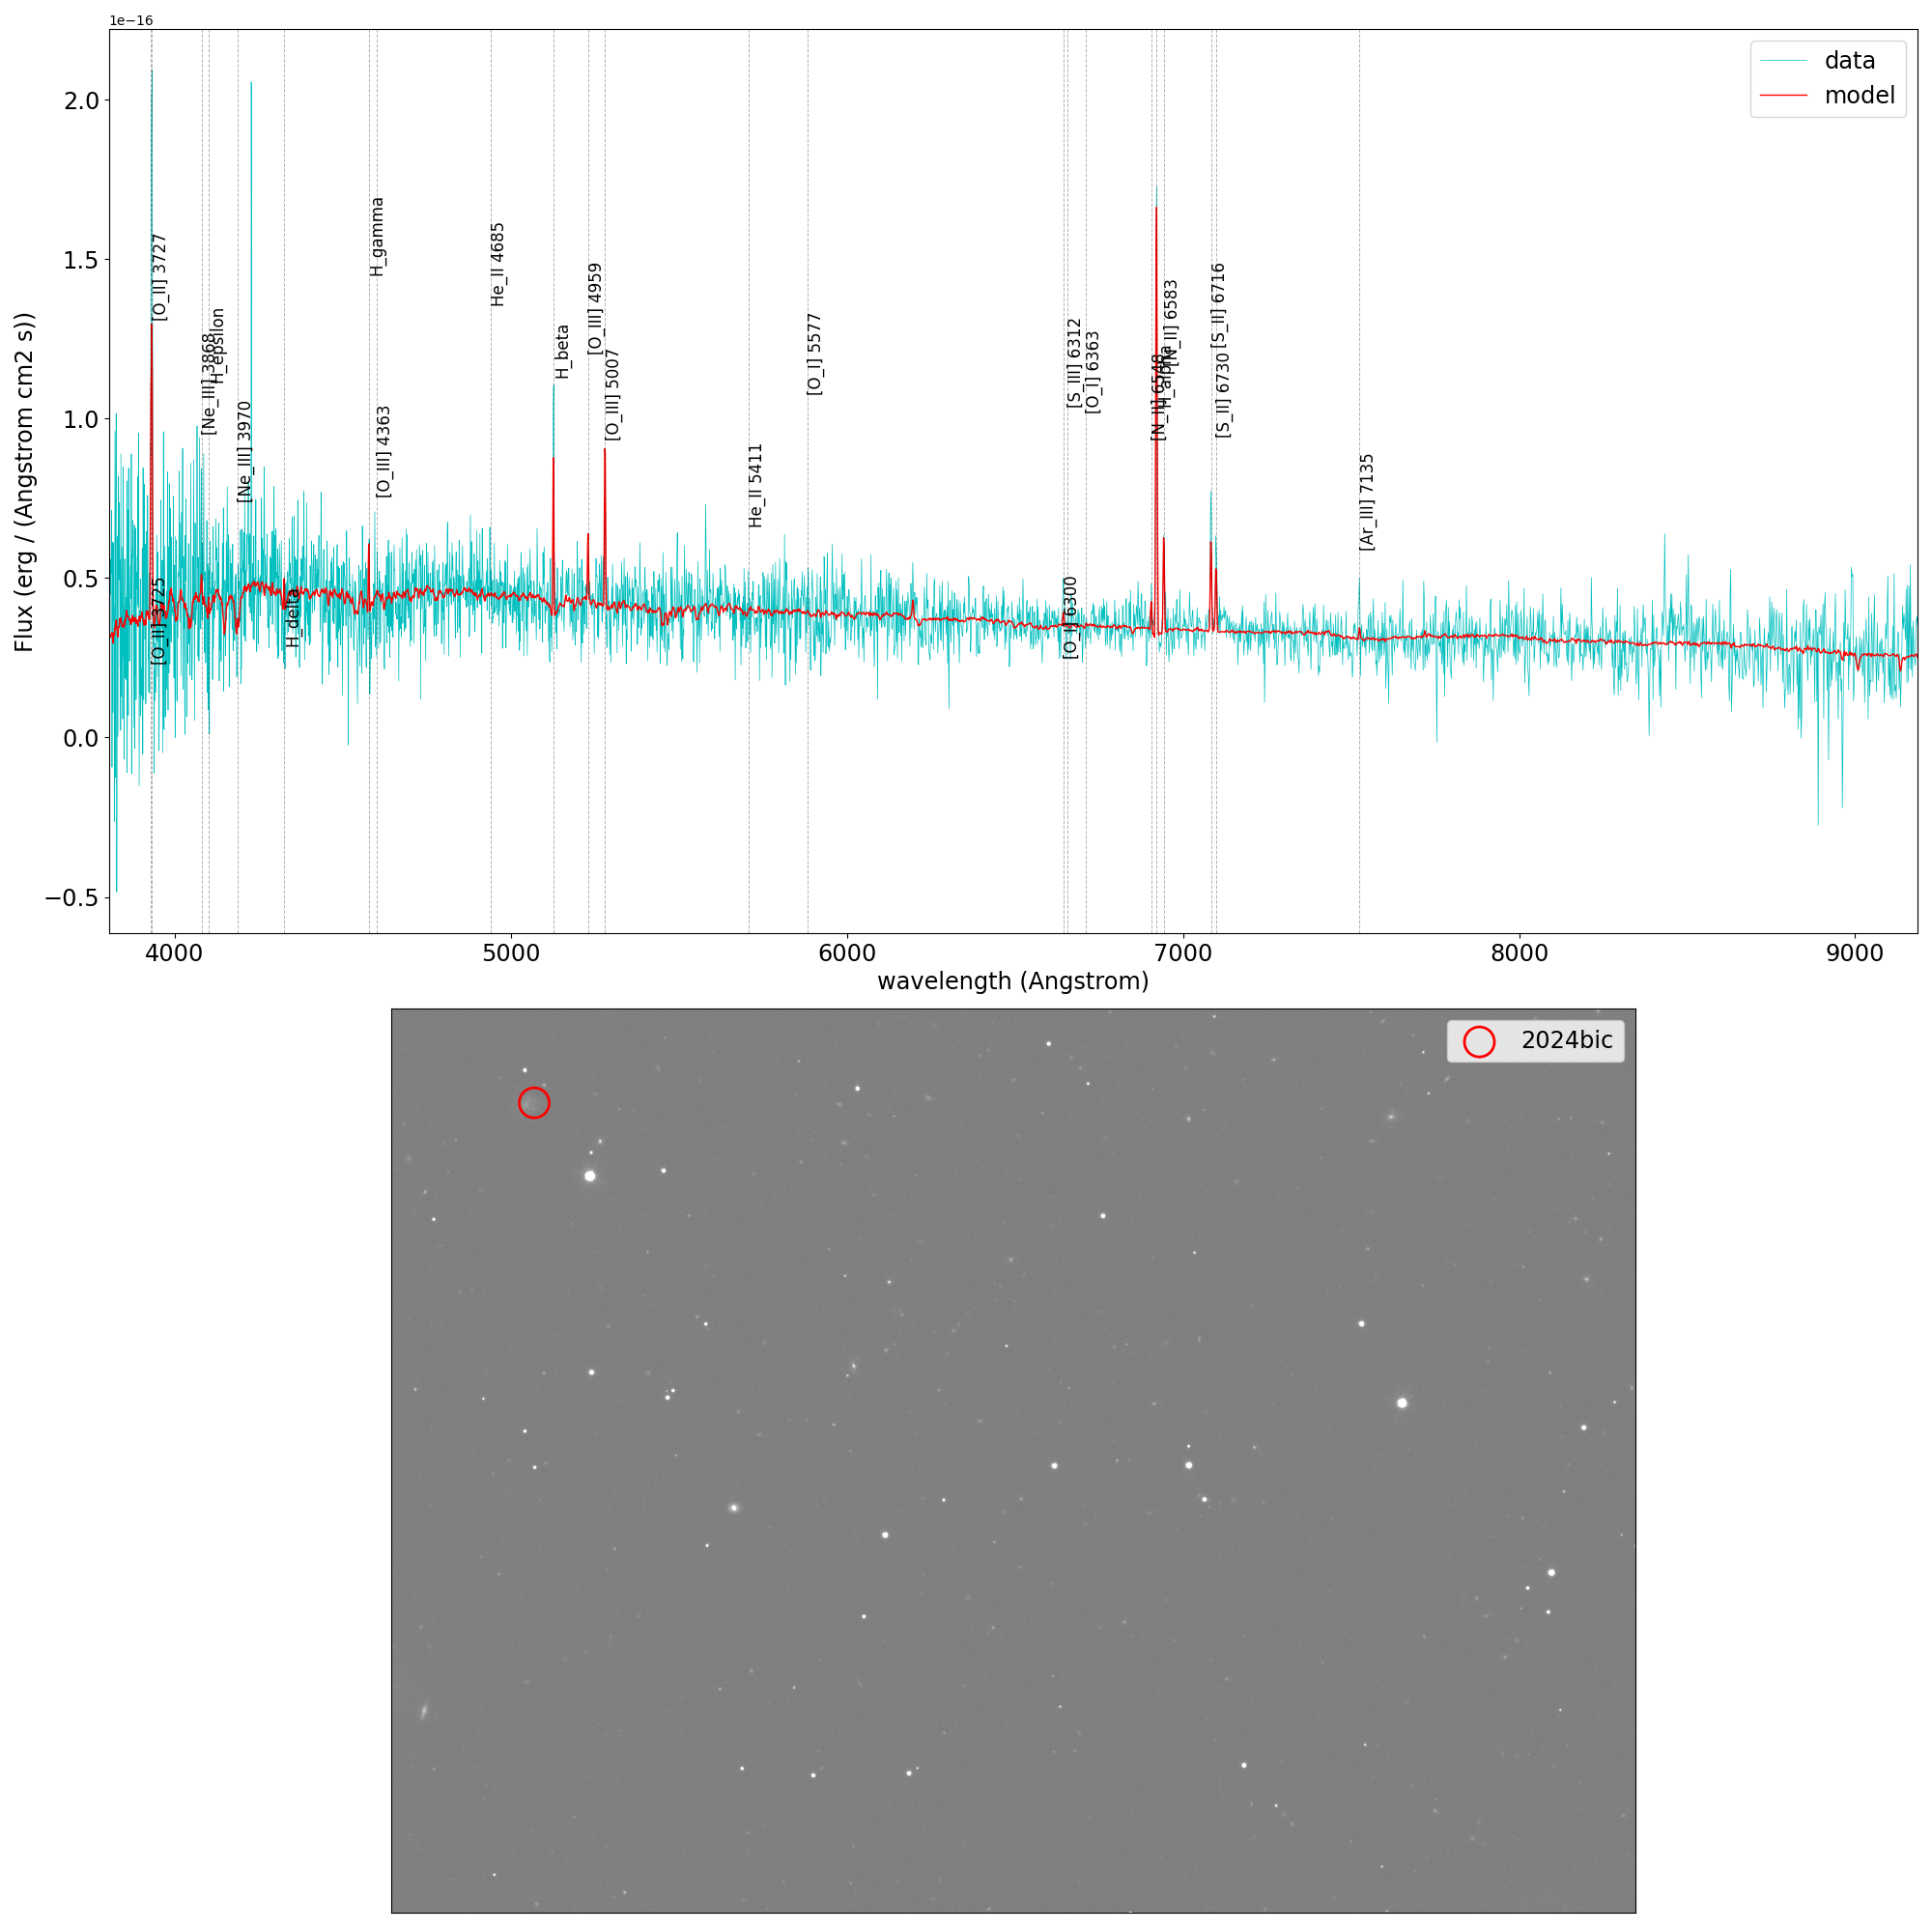 1e−16
data
model
2.0
1.5
1.0
0.5
0.0
−0.5
Flux (erg / (Angstrom cm2 s))
[O_II] 3727
[O_II] 3725
[Ne_III] 3868
H_epsilon
[Ne_III] 3970
H_delta
H_gamma
[O_III] 4363
He_II 4685
H_beta
[O_III] 4959
[O_III] 5007
He_II 5411
[O_I] 5577
[O_I] 6300
[S_III] 6312
[O_I] 6363
[N_II] 6548
H_alpha
[N_II] 6583
[S_II] 6716
[S_II] 6730
[Ar_III] 7135
4000 5000 6000 7000 8000 9000
wavelength (Angstrom)
2024bic